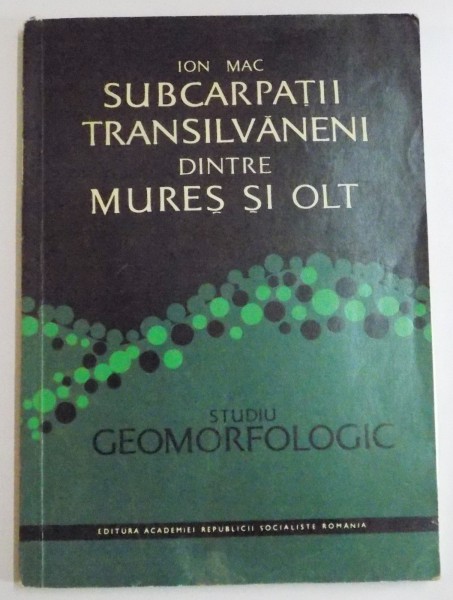 ION MAC
SUBCARPAȚII
TRANSILVĂNENI
DINTRE
MUREȘ ȘI OLT
STUDIU
GEOMORFOLOGIC
EDITURA ACADEMIEI REPUBLICII SOCIALISTE ROMÂNIA